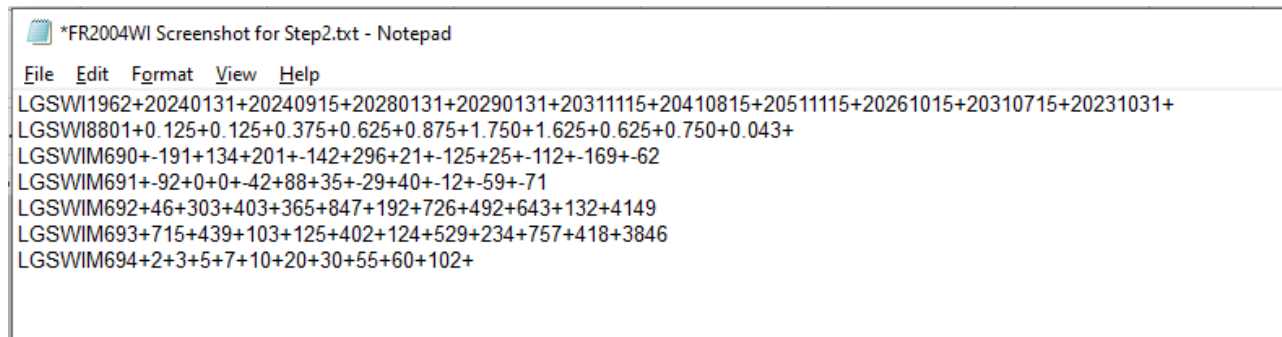 *FR2004WI Screenshot for Step2.txt - Notepad
File Edit Format View Help
LGSWI1962+20240131+20240915+20280131+20290131+20311115+20410815+20511115+20261015+20310715+20231031+
LGSWI8801+0.125+0.125+0.375+0.625+0.875+1.750+1.625+0.625+0.750+0.043+
LGSWIM690+-191+134+201+-142+296+21+-125+25+-112+-169+-62
LGSWIM691+-92+0+0+-42+88+35+-29+40+-12+-59+-71
LGSWIM692+46+303+403+365+847+192+726+492+643+132+4149
LGSWIM693+715+439+103+125+402+124+529+234+757+418+3846
LGSWIM694+2+3+5+7+10+20+30+55+60+102+